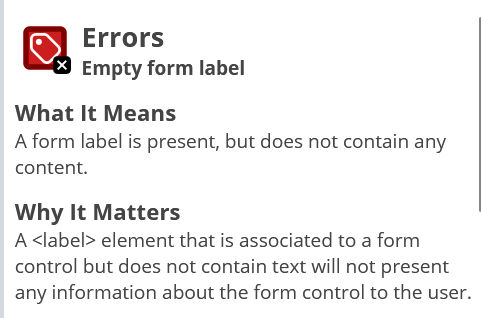 Errors
Empty form label
What It Means
A form label is present, but does not contain any
content.
Why It Matters
A <label> element that is associated to a form
control but does not contain text will not present
any information about the form control to the user.